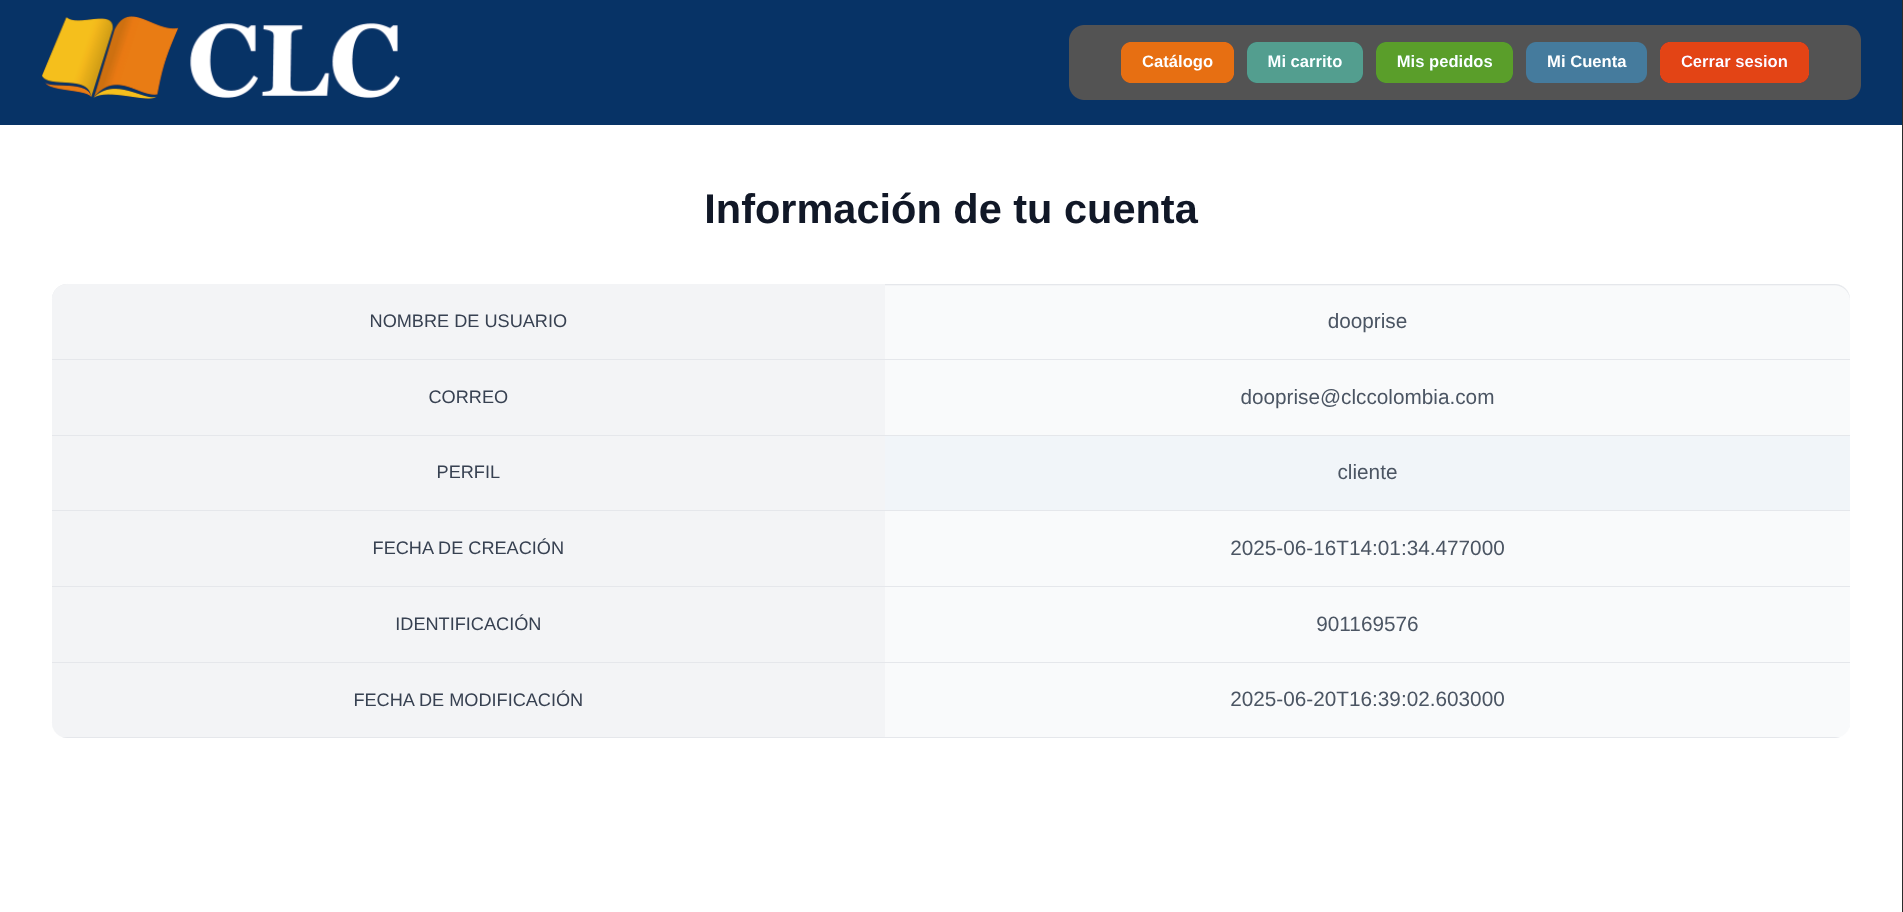 CLC
Catálogo Mi carrito Mis pedidos Mi Cuenta Cerrar sesion
Información de tu cuenta
NOMBRE DE USUARIO dooprise
CORREO dooprise@clccolombia.com
PERFIL cliente
FECHA DE CREACIÓN 2025-06-16T14:01:34.477000
IDENTIFICACIÓN 901169576
FECHA DE MODIFICACIÓN 2025-06-20T16:39:02.603000